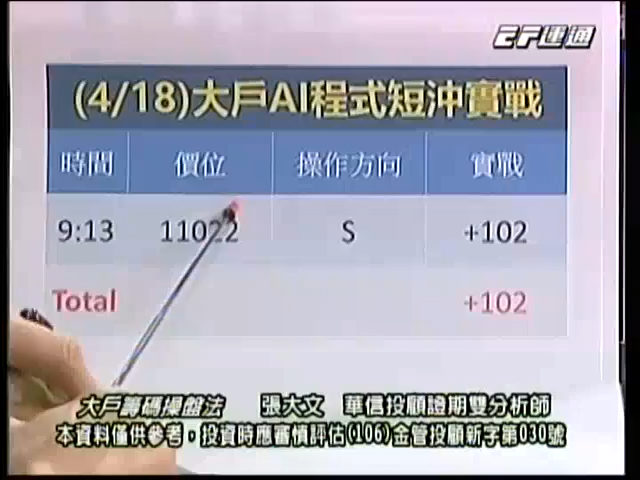 运通
(4/18)大戶AI程式短沖實戰
時間 價位 操作方向 實戰
9:13 11022 S +102
Total +102
大戶籌碼操盤法 張大文 華信投顧證期雙分析師
本資料僅供參考，投資時應審慎評估(106)金管投顧新字第030號